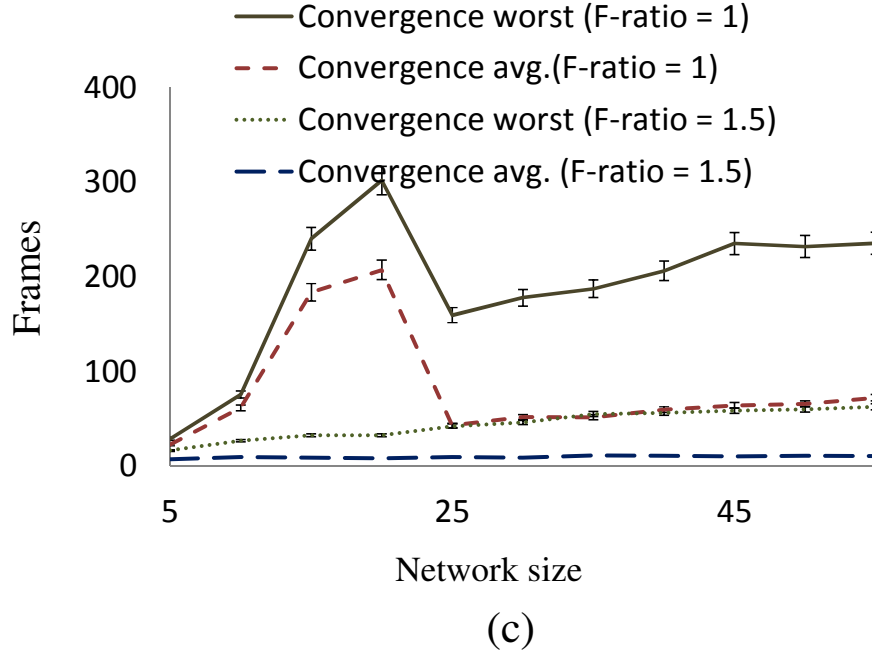 Convergence worst (F-ratio = 1)
Convergence avg.(F-ratio = 1)
Convergence worst (F-ratio = 1.5)
Convergence avg. (F-ratio = 1.5)
400
300
200
100
0
Frames
5
25
45
Network size
(c)